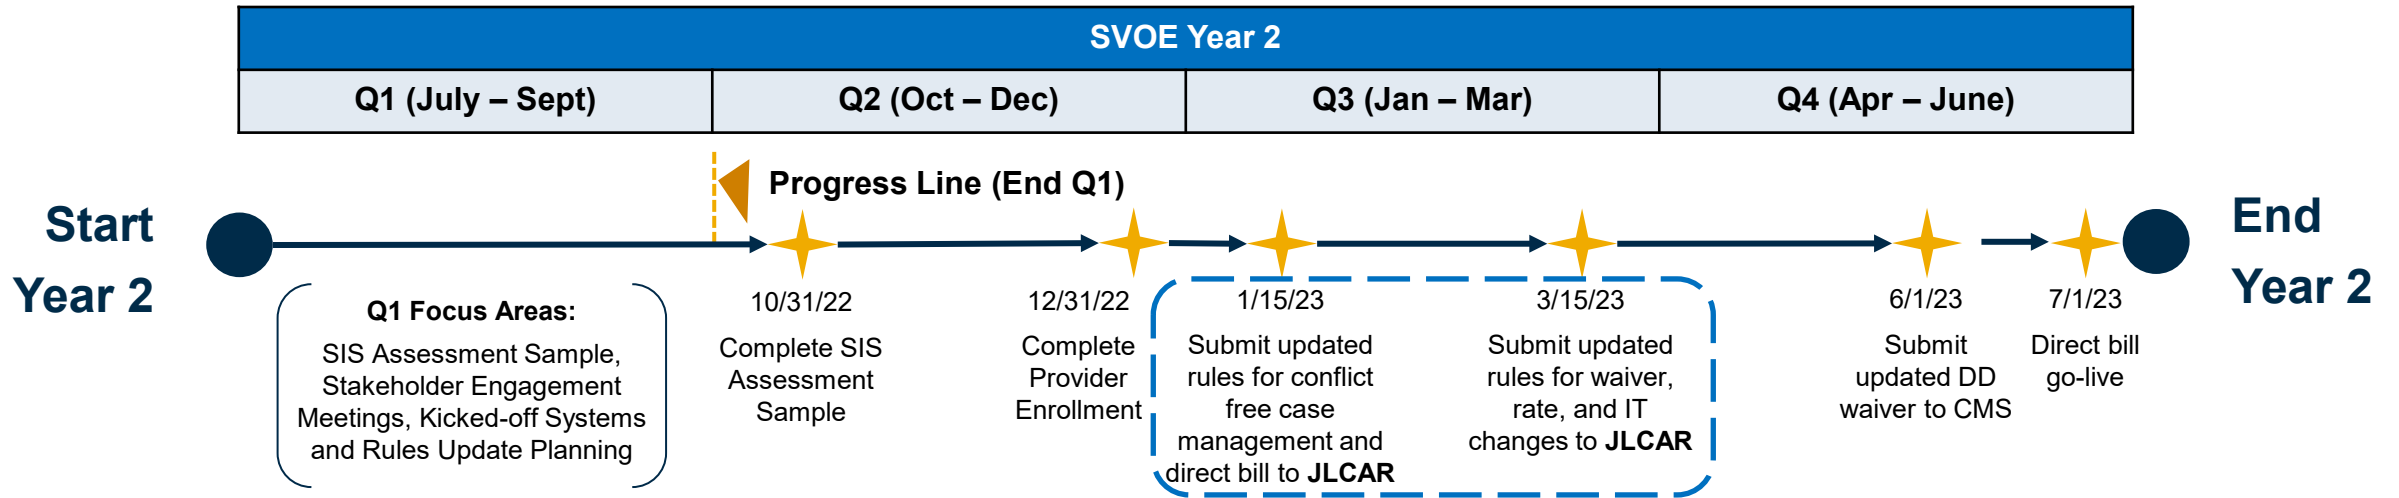 SVOE Year 2
Q1 (July – Sept)
Q2 (Oct – Dec)
Q3 (Jan – Mar)
Q4 (Apr – June)
Progress Line (End Q1)
Start
Year 2
End
Year 2
Q1 Focus Areas:
SIS Assessment Sample,
Stakeholder Engagement
Meetings, Kicked-off Systems
and Rules Update Planning
10/31/22
Complete SIS
Assessment
Sample
12/31/22
Complete
Provider
Enrollment
1/15/23
Submit updated
rules for conflict
free case
management and
direct bill to JLCAR
3/15/23
Submit updated
rules for waiver,
rate, and IT
changes to JLCAR
6/1/23
Submit
updated DD
waiver to CMS
7/1/23
Direct bill
go-live